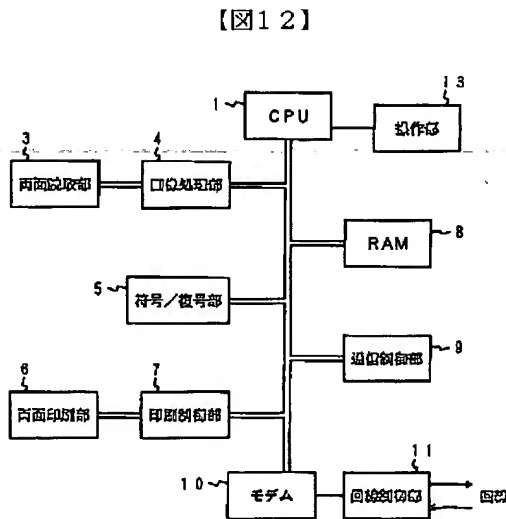 【図12】
13
1
CPU
操作部
3
4
両面読取部
画像処理部
RAM
8
5
符号／復号部
通信制御部
9
6
7
両面印刷部
印刷制御部
10
モデム
11
回線制御部
回線